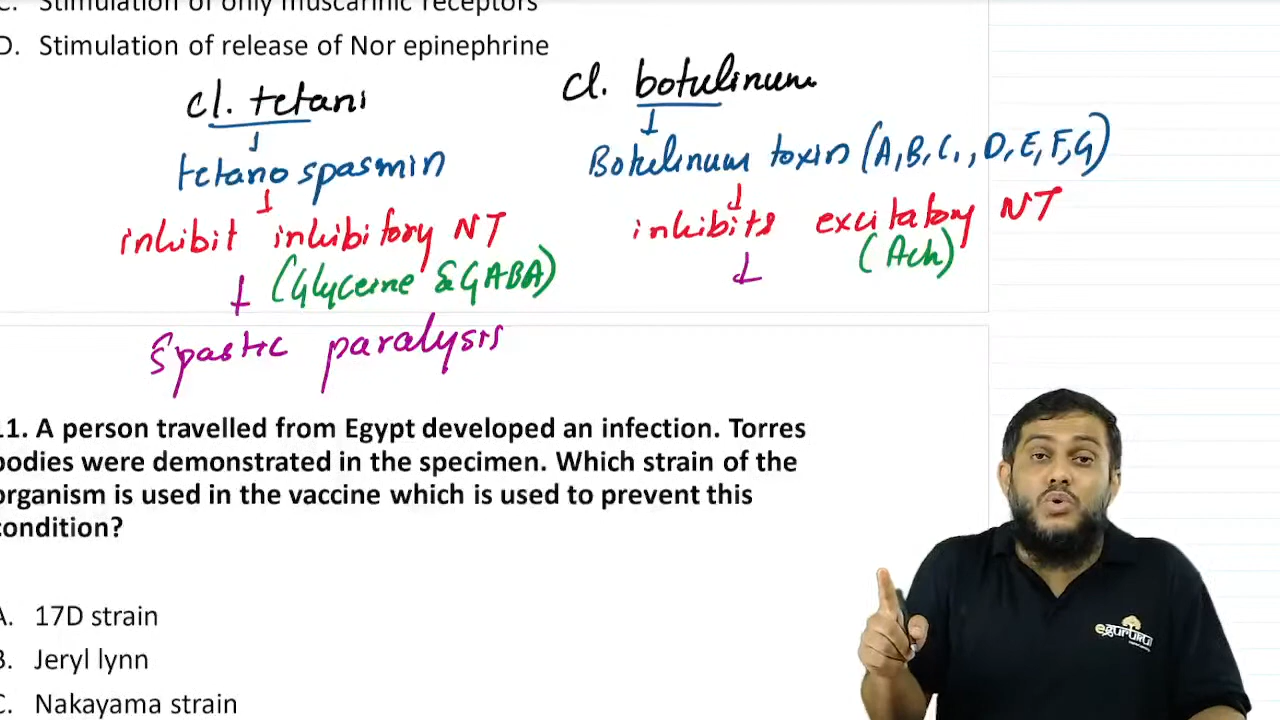 C. Stimulation of only muscarinic receptors
D. Stimulation of release of Nor epinephrine
cl. tetani
↓
tetanospasmin
↓
inhibit inhibitory NT
↓ (Glycerine & GABA)
Spastic paralysis
cl. botulinum
↓
Botulinum toxin (A, B, C1, D, E, F, G)
↓
inhibits excitatory NT
↓ (Ach)
11. A person travelled from Egypt developed an infection. Torres
bodies were demonstrated in the specimen. Which strain of the
organism is used in the vaccine which is used to prevent this
condition?
A. 17D strain
B. Jeryl lynn
C. Nakayama strain
egurukul